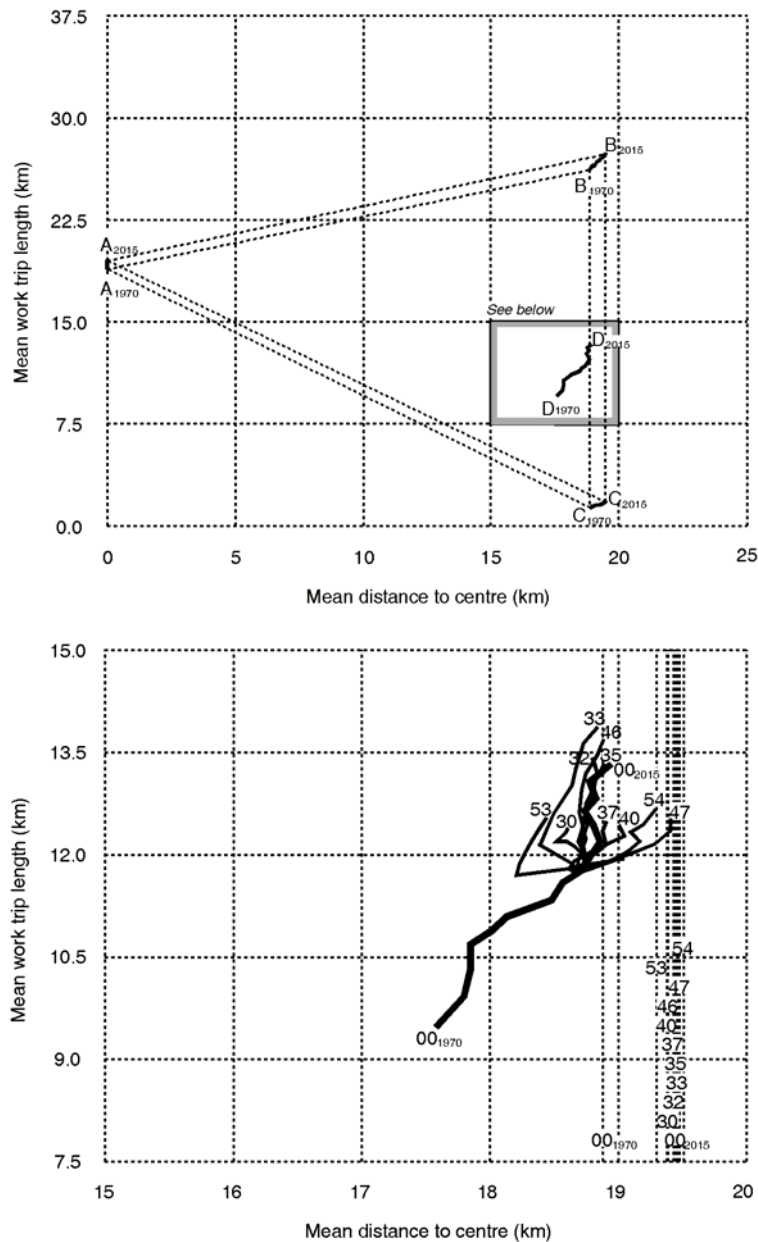 37.5
30.0
22.5
15.0
7.5
0.0
Mean work trip length (km)
A2015
A1970
B2015
B1970
See below
D2015
D1970
C2015
C1970
0 5 10 15 20 25
Mean distance to centre (km)
15.0
13.5
12.0
10.5
9.0
7.5
Mean work trip length (km)
33
46
32 35
002015
53
30
37
40
54
47
001970
54
53
47
46
40
37
35
33
32
30
001970
002015
15 16 17 18 19 20
Mean distance to centre (km)